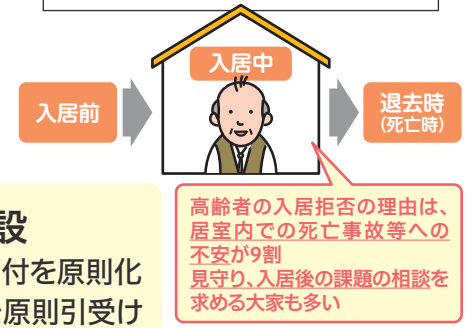 入居中
入居前
退去時
(死亡時)
高齢者の入居拒否の理由は、
居室内での死亡事故等への
不安が9割
見守り、入居後の課題の相談を
求める大家も多い
設
付を原則化
原則引受け